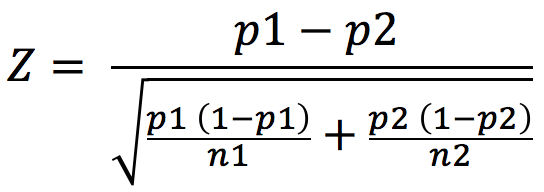 Z = (p1 − p2) / √(p1 (1−p1) / n1 + p2 (1−p2) / n2)